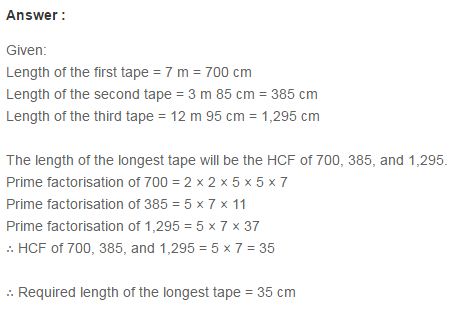 Answer :
Given:
Length of the first tape = 7 m = 700 cm
Length of the second tape = 3 m 85 cm = 385 cm
Length of the third tape = 12 m 95 cm = 1,295 cm
The length of the longest tape will be the HCF of 700, 385, and 1,295.
Prime factorisation of 700 = 2 × 2 × 5 × 5 × 7
Prime factorisation of 385 = 5 × 7 × 11
Prime factorisation of 1,295 = 5 × 7 × 37
∴ HCF of 700, 385, and 1,295 = 5 × 7 = 35
∴ Required length of the longest tape = 35 cm